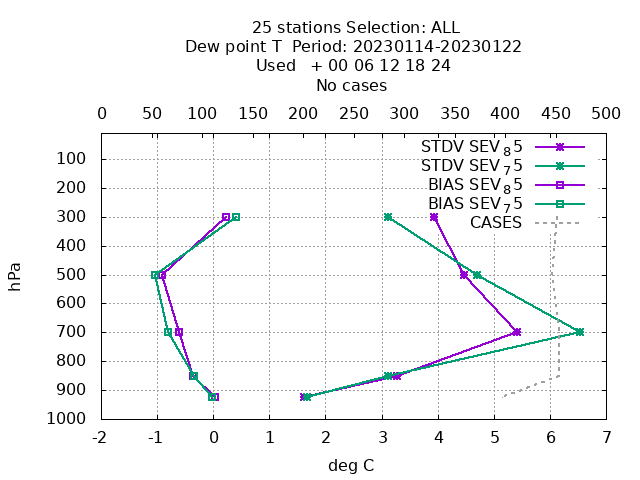 25 stations Selection: ALL
Dew point T  Period: 20230114-20230122
Used   + 00 06 12 18 24
No cases
0 50 100 150 200 250 300 350 400 450 500
STDV SEV₈5
STDV SEV₇5
BIAS SEV₈5
BIAS SEV₇5
CASES
100
200
300
400
500
600
700
800
900
1000
hPa
-2 -1 0 1 2 3 4 5 6 7
deg C